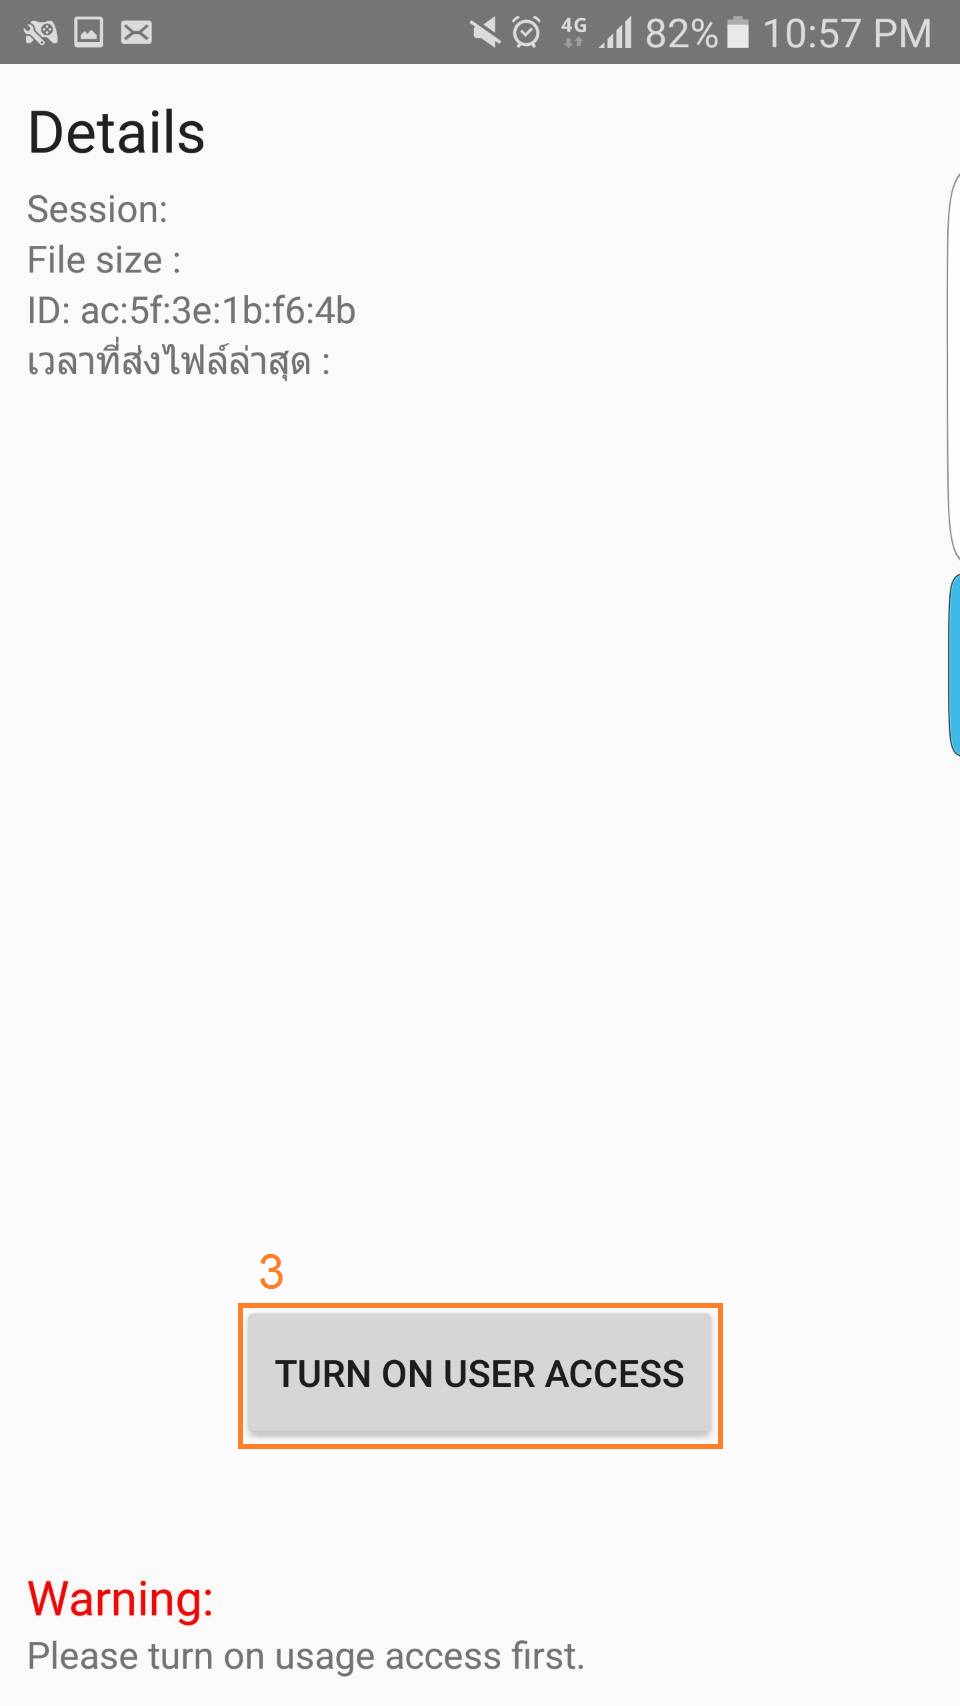 4G 82% 10:57 PM
Details
Session:
File size :
ID: ac:5f:3e:1b:f6:4b
เวลาที่ส่งไฟล์ล่าสุด :
3
TURN ON USER ACCESS
Warning:
Please turn on usage access first.